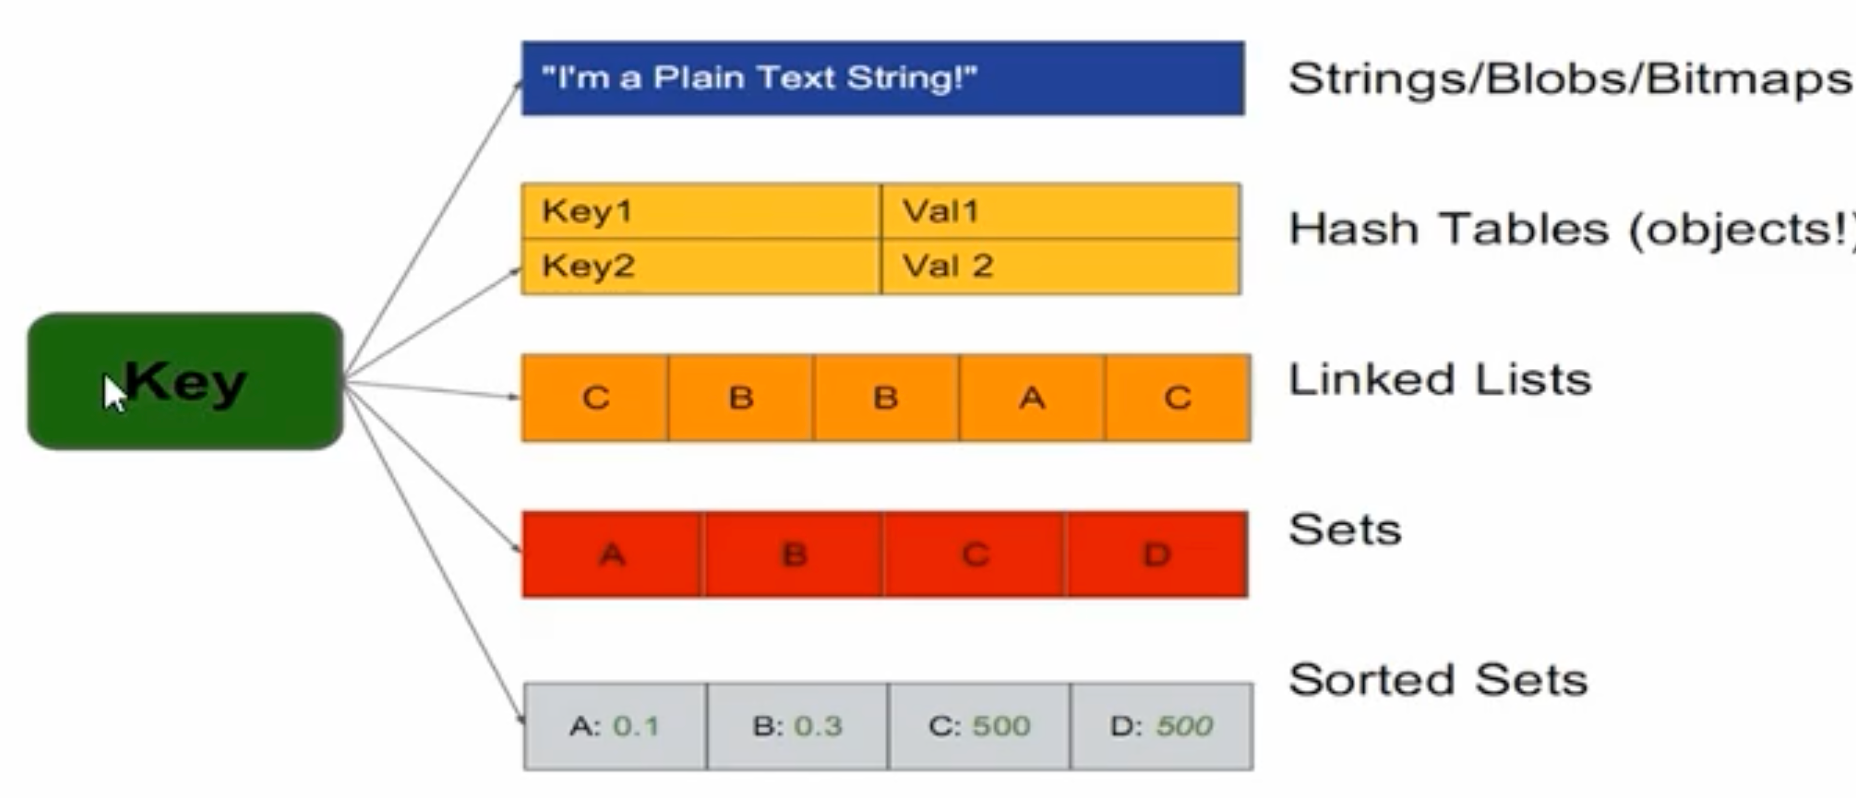 "I'm a Plain Text String!"
Strings/Blobs/Bitmaps
Key1 Val1
Key2 Val 2
Hash Tables (objects!)
Key
C B B A C
Linked Lists
A B C D
Sets
A: 0.1 B: 0.3 C: 500 D: 500
Sorted Sets